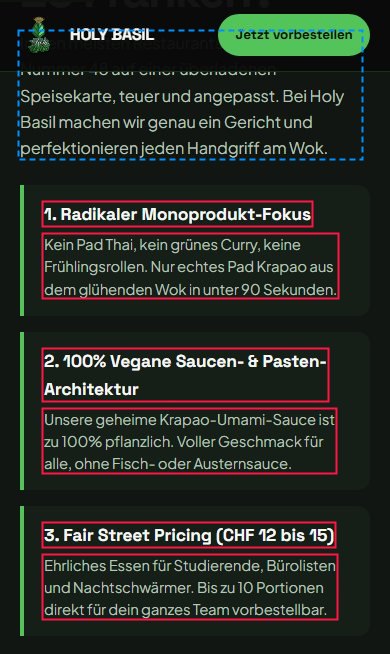 HOLY BASIL
Jetzt vorbestellen
Nummer 43 auf einer überladenen
Speisekarte, teuer und angepasst. Bei Holy
Basil machen wir genau ein Gericht und
perfektionieren jeden Handgriff am Wok.
1. Radikaler Monoprodukt-Fokus
Kein Pad Thai, kein grünes Curry, keine
Frühlingsrollen. Nur echtes Pad Krapao aus
dem glühenden Wok in unter 90 Sekunden.
2. 100% Vegane Saucen- & Pasten-
Architektur
Unsere geheime Krapao-Umami-Sauce ist
zu 100% pflanzlich. Voller Geschmack für
alle, ohne Fisch- oder Austernsauce.
3. Fair Street Pricing (CHF 12 bis 15)
Ehrliches Essen für Studierende, Bürolisten
und Nachtschwärmer. Bis zu 10 Portionen
direkt für dein ganzes Team vorbestellbar.